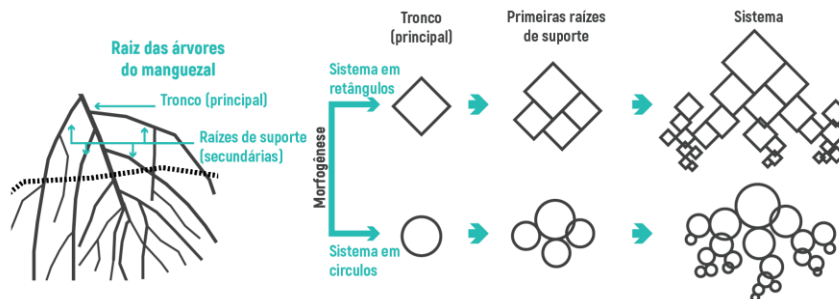 Raiz das árvores
do manguezal
Tronco (principal)
Raízes de suporte
(secundárias)
Morfogênese
Sistema em
retângulos
Sistema em
circulos
Tronco
(principal)
Primeiras raízes
de suporte
Sistema